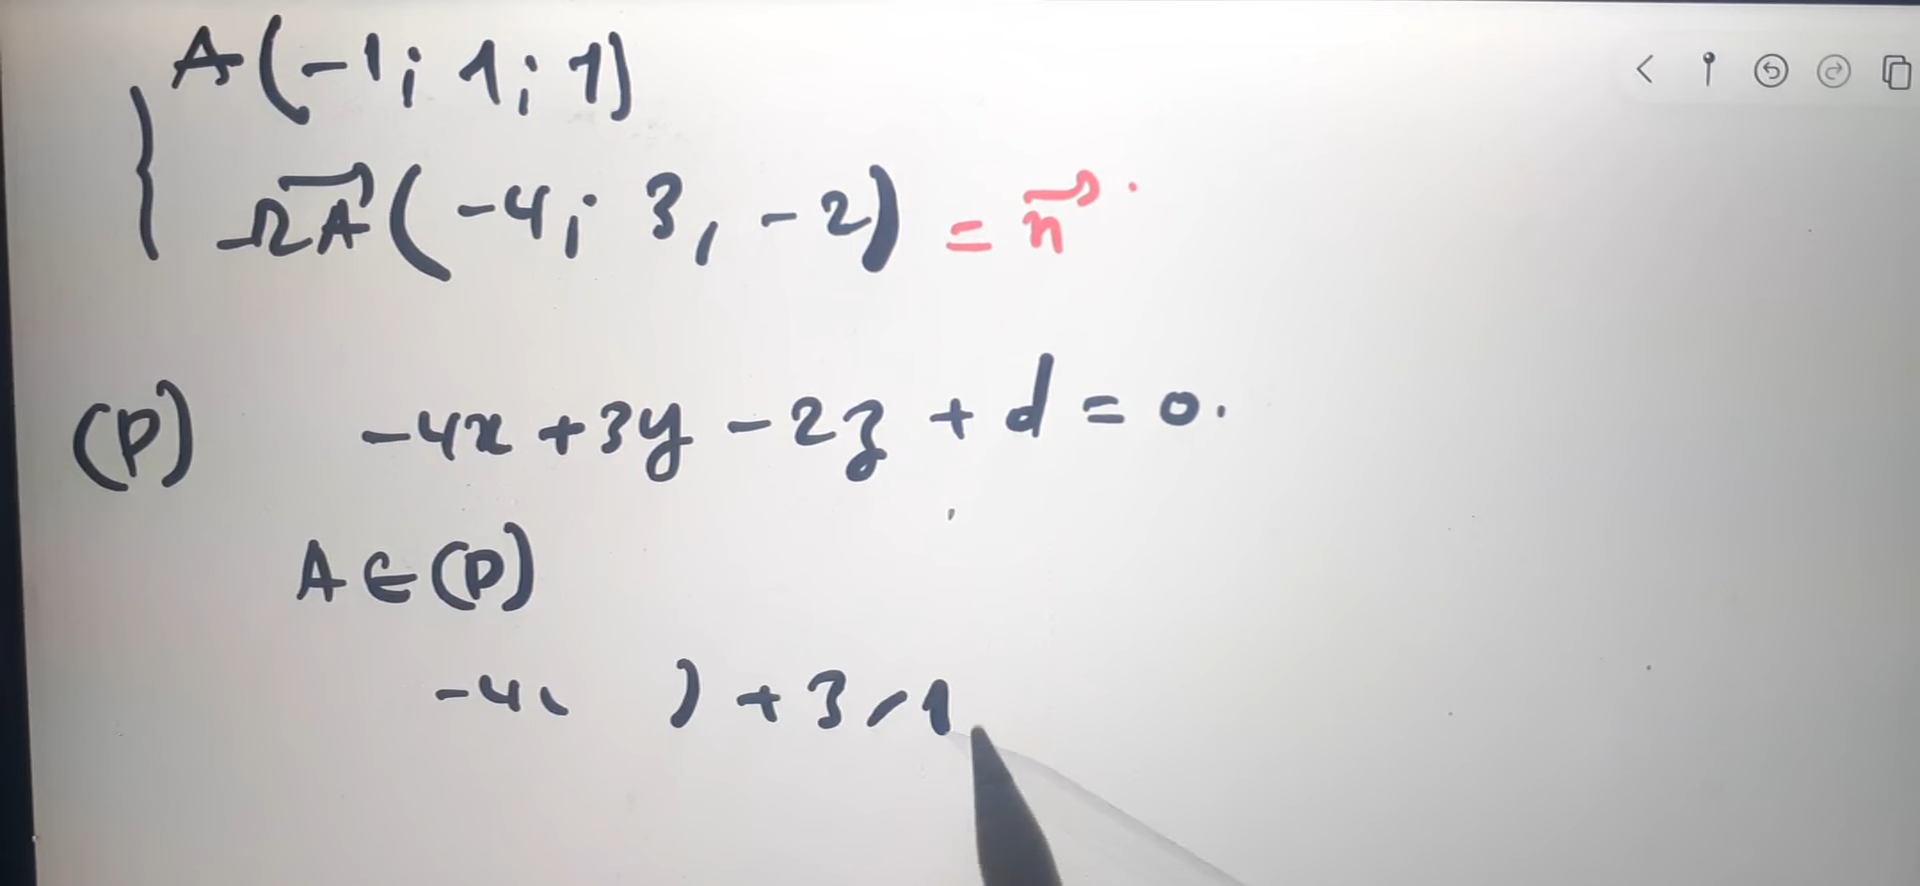 A(-1; 1; 1)
ΩA⃗(-4; 3, -2) = n⃗.
(P) -4x + 3y - 2z + d = 0.
A ∈ (P)
-4( ) + 3 × 1